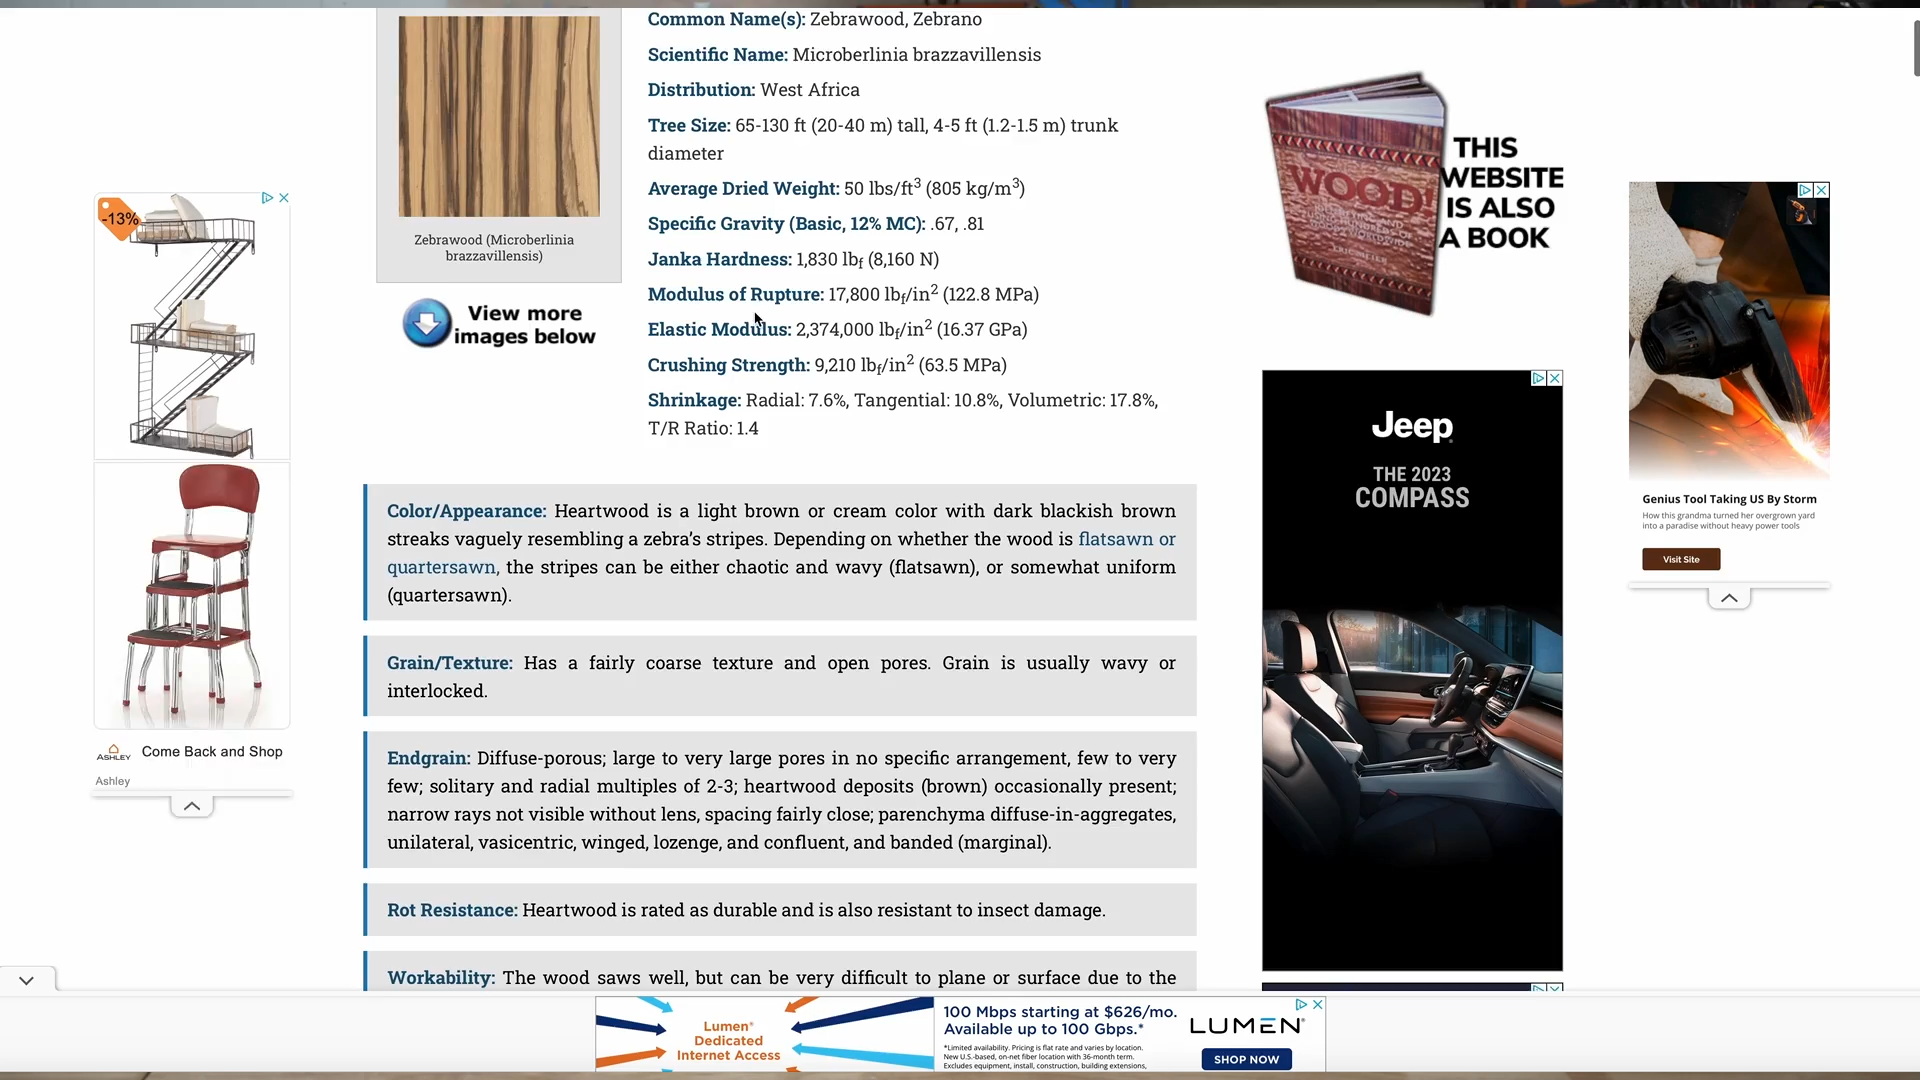 Common Name(s): Zebrawood, Zebrano
Scientific Name: Microberlinia brazzavillensis
Distribution: West Africa
Tree Size: 65-130 ft (20-40 m) tall, 4-5 ft (1.2-1.5 m) trunk
diameter
Average Dried Weight: 50 lbs/ft3 (805 kg/m3)
Specific Gravity (Basic, 12% MC): .67, .81
Janka Hardness: 1,830 lbf (8,160 N)
Modulus of Rupture: 17,800 lbf/in2 (122.8 MPa)
Elastic Modulus: 2,374,000 lbf/in2 (16.37 GPa)
Crushing Strength: 9,210 lbf/in2 (63.5 MPa)
Shrinkage: Radial: 7.6%, Tangential: 10.8%, Volumetric: 17.8%,
T/R Ratio: 1.4
Zebrawood (Microberlinia
brazzavillensis)
View more
images below
Color/Appearance: Heartwood is a light brown or cream color with dark blackish brown
streaks vaguely resembling a zebra's stripes. Depending on whether the wood is flatsawn or
quartersawn, the stripes can be either chaotic and wavy (flatsawn), or somewhat uniform
(quartersawn).
Grain/Texture: Has a fairly coarse texture and open pores. Grain is usually wavy or
interlocked.
Endgrain: Diffuse-porous; large to very large pores in no specific arrangement, few to very
few; solitary and radial multiples of 2-3; heartwood deposits (brown) occasionally present;
narrow rays not visible without lens, spacing fairly close; parenchyma diffuse-in-aggregates,
unilateral, vasicentric, winged, lozenge, and confluent, and banded (marginal).
Rot Resistance: Heartwood is rated as durable and is also resistant to insect damage.
Workability: The wood saws well, but can be very difficult to plane or surface due to the
-13%
ASHLEY
Come Back and Shop
Ashley
WOOD!
ERIC MEIER
THIS
WEBSITE
IS ALSO
A BOOK
Jeep
THE 2023
COMPASS
Genius Tool Taking US By Storm
How this grandma turned her overgrown yard
into a paradise without heavy power tools
Visit Site
Lumen®
Dedicated
Internet Access
100 Mbps starting at $626/mo.
Available up to 100 Gbps.*
*Limited availability. Pricing is flat rate and varies by location.
New U.S.-based, on-net fiber location with 36-month term.
Excludes equipment, install, construction, building extensions,
LUMEN®
SHOP NOW